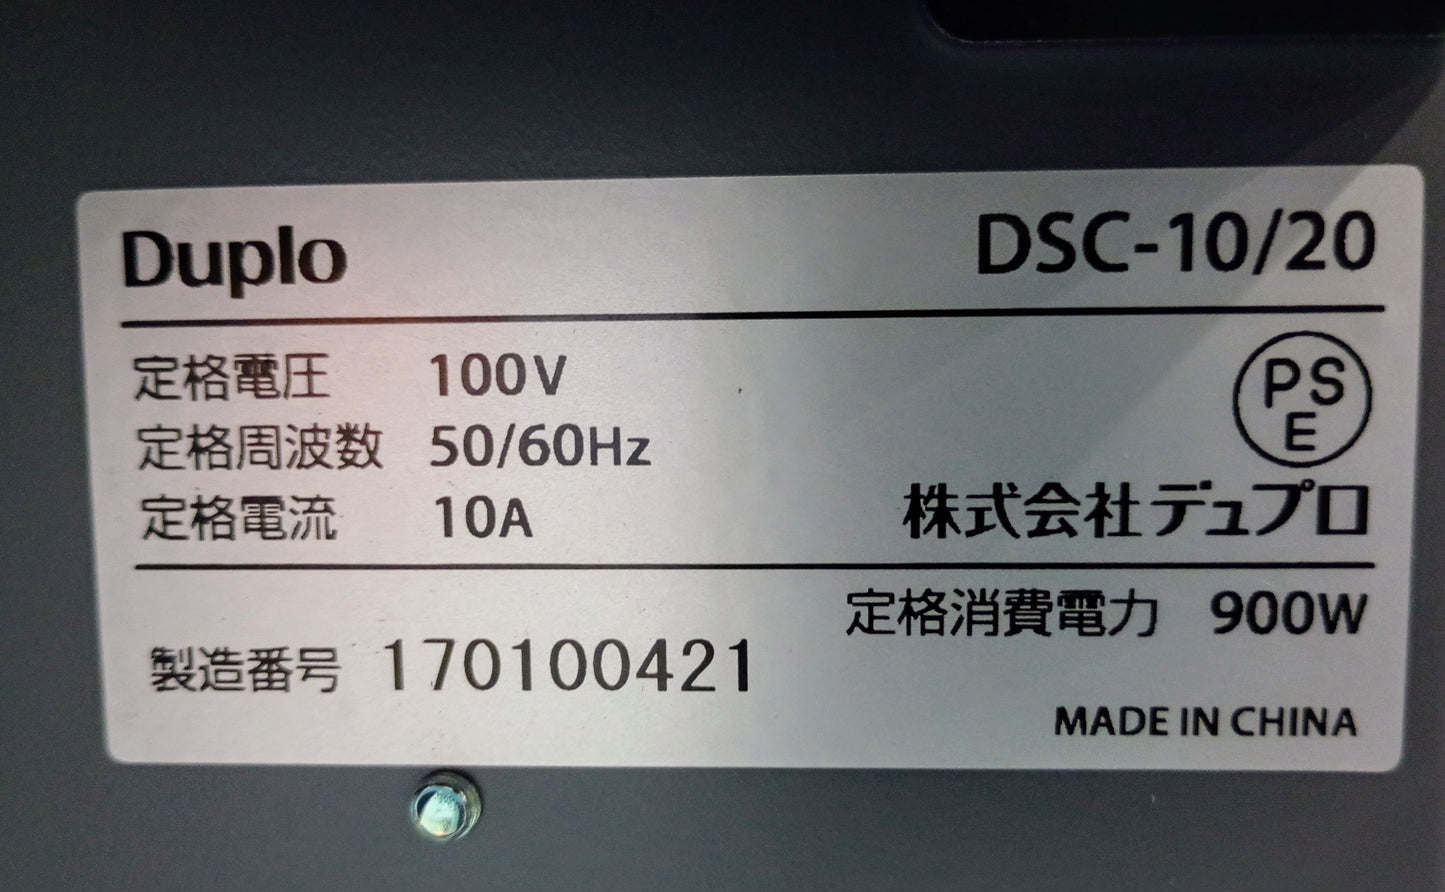 Duplo DSC-10/20
定格電圧 100V
定格周波数 50/60Hz
定格電流 10A
PS
E
株式会社デュプロ
定格消費電力 900W
製造番号 170100421
MADE IN CHINA